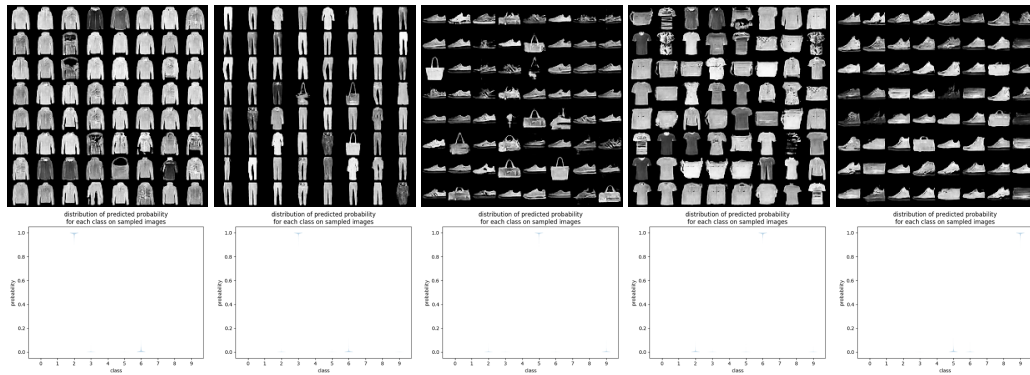 distribution of predicted probability
for each class on sampled images
distribution of predicted probability
for each class on sampled images
distribution of predicted probability
for each class on sampled images
distribution of predicted probability
for each class on sampled images
distribution of predicted probability
for each class on sampled images
1.0
0.8
0.6
0.4
0.2
0.0
probability
0 1 2 3 4 5 6 7 8 9
class
1.0
0.8
0.6
0.4
0.2
0.0
probability
0 1 2 3 4 5 6 7 8 9
class
1.0
0.8
0.6
0.4
0.2
0.0
probability
0 1 2 3 4 5 6 7 8 9
class
1.0
0.8
0.6
0.4
0.2
0.0
probability
0 1 2 3 4 5 6 7 8 9
class
1.0
0.8
0.6
0.4
0.2
0.0
probability
0 1 2 3 4 5 6 7 8 9
class